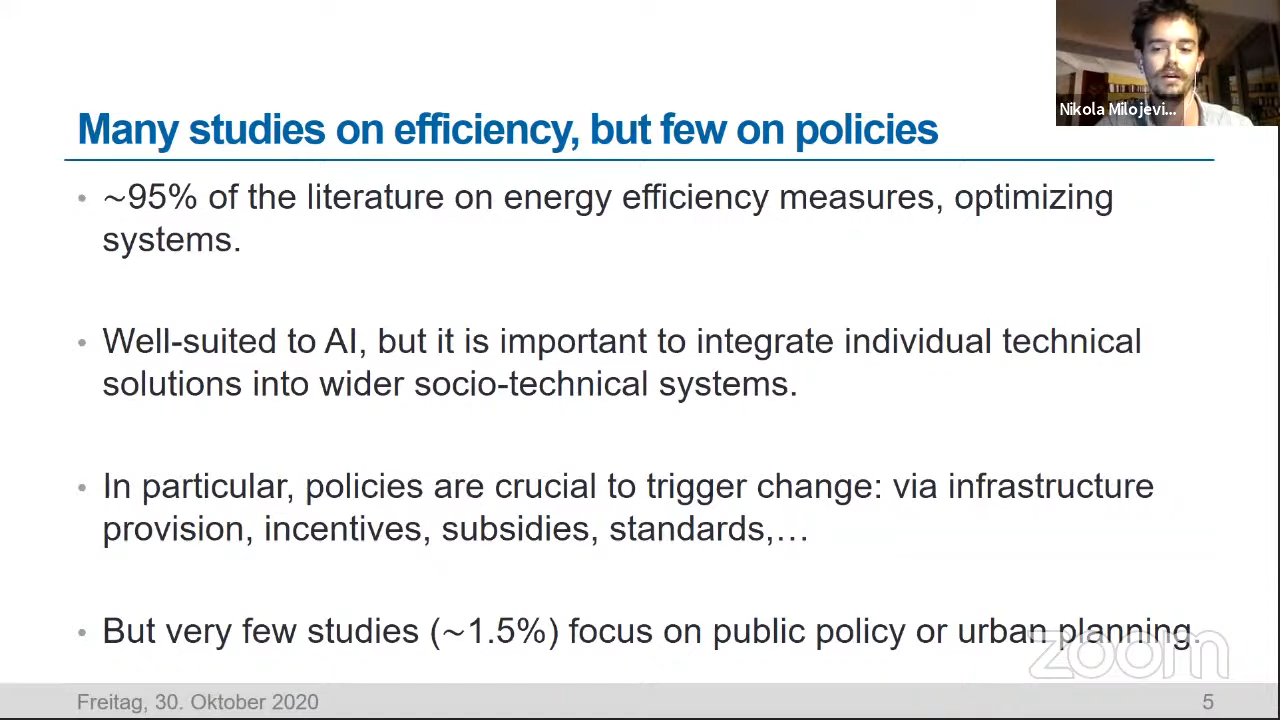 Nikola Milojevi...
Many studies on efficiency, but few on policies
• ~95% of the literature on energy efficiency measures, optimizing
systems.
• Well-suited to AI, but it is important to integrate individual technical
solutions into wider socio-technical systems.
• In particular, policies are crucial to trigger change: via infrastructure
provision, incentives, subsidies, standards,…
• But very few studies (~1.5%) focus on public policy or urban planning.
zoom
Freitag, 30. Oktober 2020
5